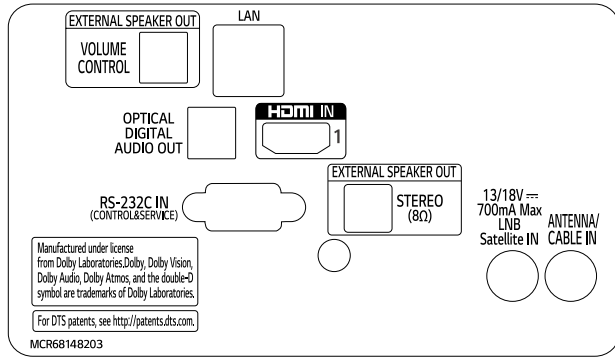 EXTERNAL SPEAKER OUT
VOLUME
CONTROL
LAN
OPTICAL
DIGITAL
AUDIO OUT
HDMI IN
1
EXTERNAL SPEAKER OUT
STEREO
(8Ω)
RS-232C IN
(CONTROL&SERVICE)
13/18V ⎓
700mA Max
LNB
Satellite IN
ANTENNA/
CABLE IN
Manufactured under license
from Dolby Laboratories.Dolby, Dolby Vision,
Dolby Audio, Dolby Atmos, and the double-D
symbol are trademarks of Dolby Laboratories.
For DTS patents, see http://patents.dts.com.
MCR68148203